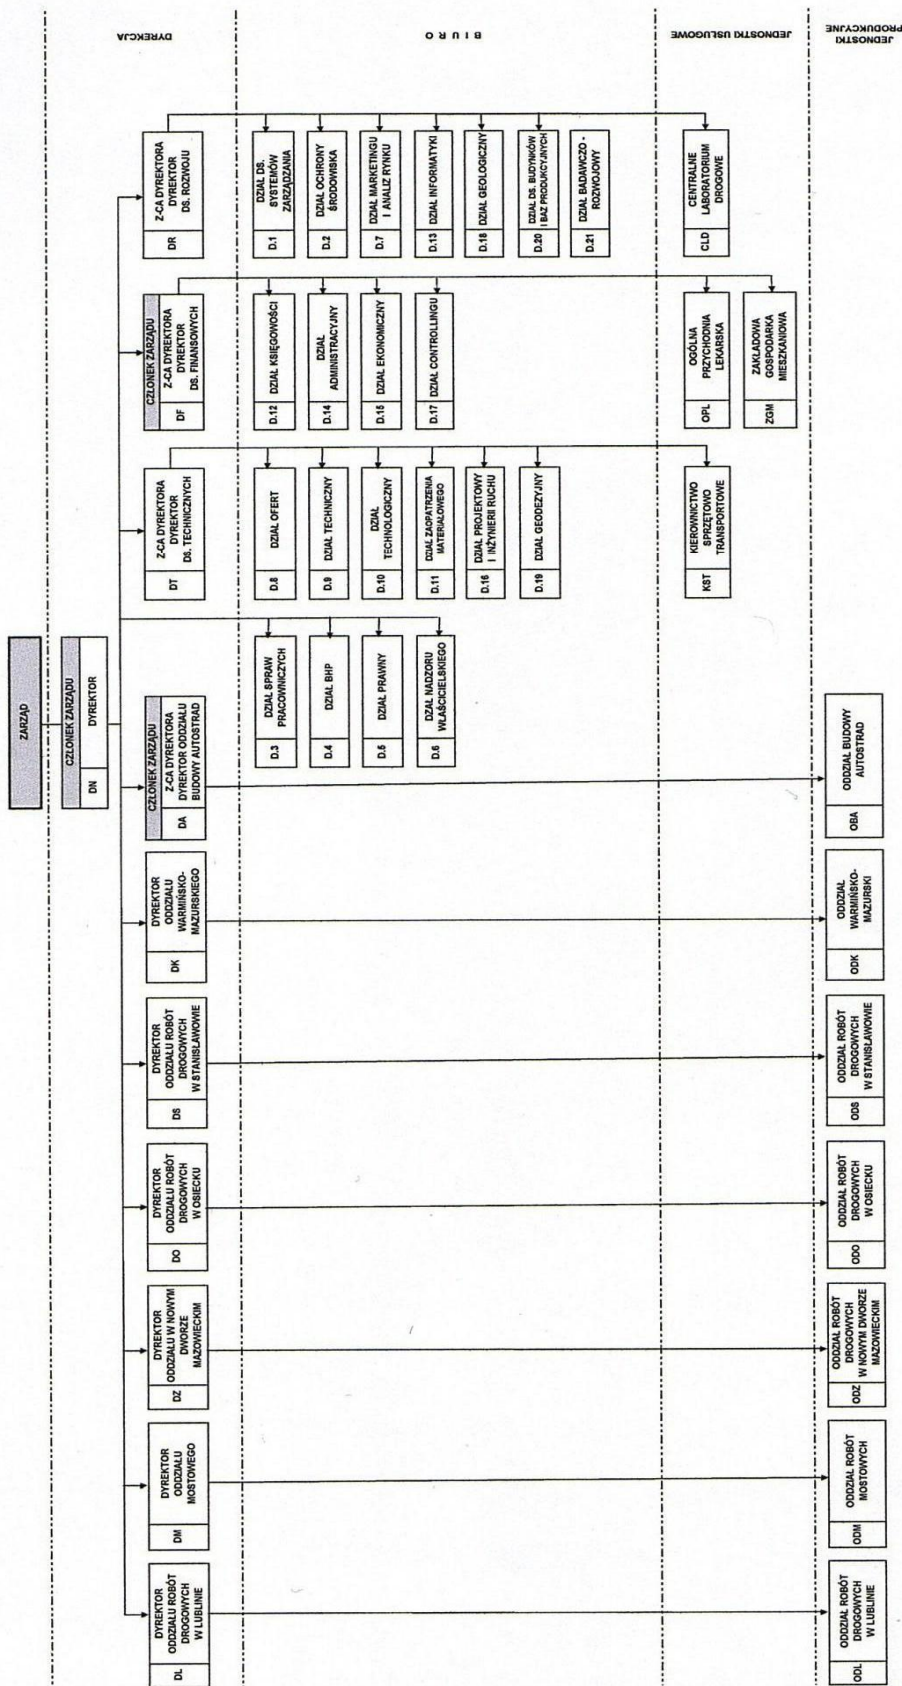 ZARZĄD
CZŁONEK ZARZĄDU
DN
DYREKTOR
DYREKCJA
DL
DYREKTOR
ODDZIAŁU ROBÓT
DROGOWYCH
W LUBLINIE
DM
DYREKTOR
ODDZIAŁU
MOSTOWEGO
DZ
DYREKTOR
ODDZIAŁU W NOWYM
DWORZE
MAZOWIECKIM
DO
DYREKTOR
ODDZIAŁU ROBÓT
DROGOWYCH
W OSIECKU
DS
DYREKTOR
ODDZIAŁU ROBÓT
DROGOWYCH
W STANISŁAWOWIE
DK
DYREKTOR
ODDZIAŁU
WARMIŃSKO-
MAZURSKIEGO
CZŁONEK ZARZĄDU
DA
Z-CA DYREKTORA
DYREKTOR ODDZIAŁU
BUDOWY AUTOSTRAD
DT
Z-CA DYREKTORA
DYREKTOR
DS. TECHNICZNYCH
CZŁONEK ZARZĄDU
DF
Z-CA DYREKTORA
DYREKTOR
DS. FINANSOWYCH
DR
Z-CA DYREKTORA
DYREKTOR
DS. ROZWOJU
BIURO
D.3
DZIAŁ SPRAW
PRACOWNICZYCH
D.4
DZIAŁ BHP
D.5
DZIAŁ PRAWNY
D.6
DZAŁ NADZORU
WŁAŚCICIELSKIEGO
D.8
DZIAŁ OFERT
D.9
DZIAŁ TECHNICZNY
D.10
DZIAŁ
TECHNOLOGICZNY
D.11
DZIAŁ ZAOPATRZENIA
MATERIAŁOWEGO
D.16
DZIAŁ PROJEKTOWY
I INŻYNIERII RUCHU
D.19
DZIAŁ GEODEZYJNY
D.12
DZIAŁ KSIĘGOWOŚCI
D.14
DZIAŁ
ADMINISTRACYJNY
D.15
DZIAŁ EKONOMICZNY
D.17
DZIAŁ CONTROLLINGU
D.1
DZIAŁ DS.
SYSTEMÓW
ZARZĄDZANIA
D.2
DZIAŁ OCHRONY
ŚRODOWISKA
D.7
DZIAŁ MARKETINGU
I ANALIZ RYNKU
D.13
DZIAŁ INFORMATYKI
D.18
DZIAŁ GEOLOGICZNY
D.20
DZIAŁ DS. BUDYNKÓW
I BAZ PRODUKCYJNYCH
D.21
DZIAŁ BADAWCZO -
ROZWOJOWY
JEDNOSTKI USŁUGOWE
KST
KIEROWNICTWO
SPRZĘTOWO
TRANSPORTOWE
OPL
OGÓLNA
PRZYCHODNIA
LEKARSKA
ZGM
ZAKŁADOWA
GOSPODARKA
MIESZKANIOWA
CLD
CENTRALNE
LABORATORIUM
DROGOWE
JEDNOSTKI
PRODUKCYJNE
ODL
ODDZIAŁ ROBÓT
DROGOWYCH
W LUBLINIE
ODM
ODDZIAŁ ROBÓT
MOSTOWYCH
ODZ
ODDZIAŁ ROBÓT
DROGOWYCH
W NOWYM DWORZE
MAZOWIECKIM
ODO
ODDZIAŁ ROBÓT
DROGOWYCH
W OSIECKU
ODS
ODDZIAŁ ROBÓT
DROGOWYCH
W STANISŁAWOWIE
ODK
ODDZIAŁ
WARMIŃSKO-
MAZURSKI
OBA
ODDZIAŁ BUDOWY
AUTOSTRAD